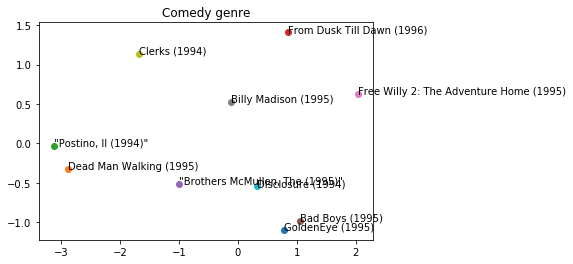 Comedy genre
1.5
From Dusk Till Dawn (1996)
Clerks (1994)
1.0
Free Willy 2: The Adventure Home (1995)
0.5
Billy Madison (1995)
0.0
"Postino, Il (1994)"
Dead Man Walking (1995)
−0.5
"Brothers McMullen, The (1995)"
Disclosure (1994)
−1.0
Bad Boys (1995)
GoldenEye (1995)
−3 −2 −1 0 1 2